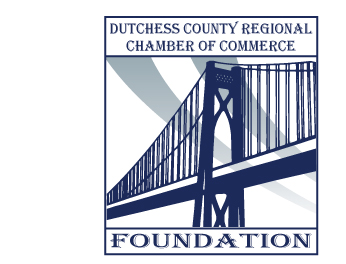 DUTCHESS COUNTY REGIONAL
CHAMBER OF COMMERCE
FOUNDATION